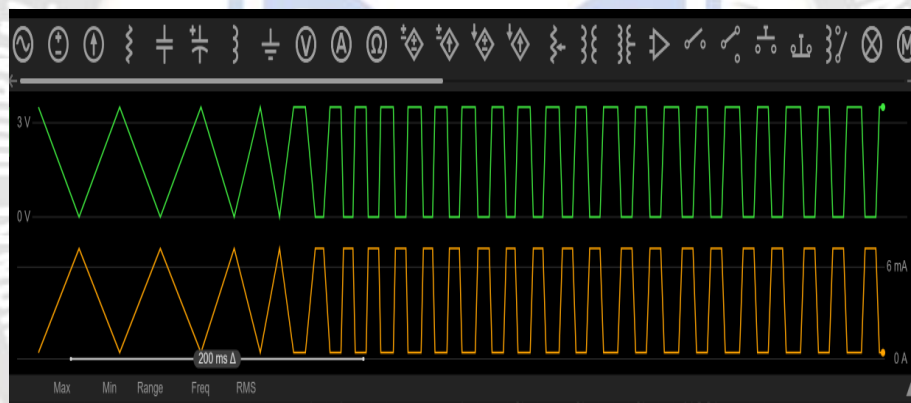 V A Ω M
3 V
0 V
6 mA
200 ms Δ
0 A
Max Min Range Freq RMS